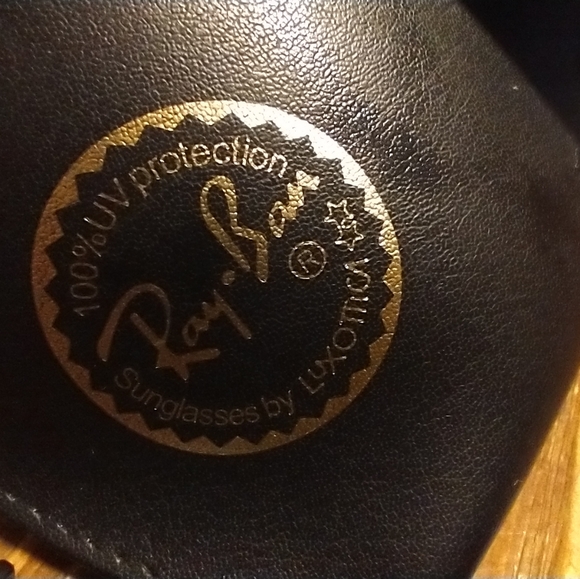 100% UV protection
Ray-Ban
®
Sunglasses by Luxottica